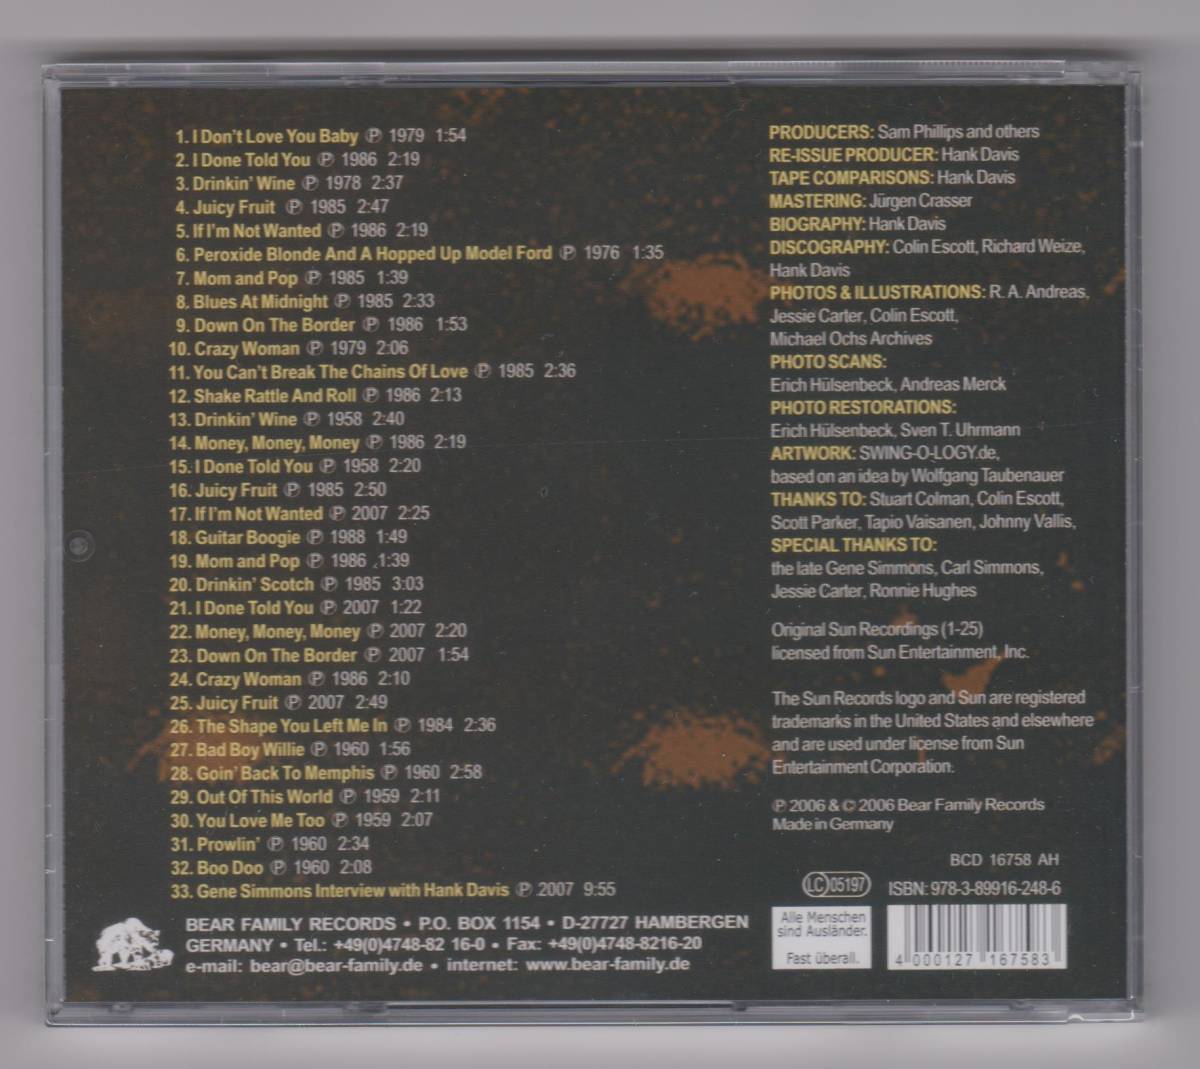 1. I Don't Love You Baby ℗ 1979 1:54
2. I Done Told You ℗ 1986 2:19
3. Drinkin' Wine ℗ 1978 2:37
4. Juicy Fruit ℗ 1985 2:47
5. If I'm Not Wanted ℗ 1986 2:19
6. Peroxide Blonde And A Hopped Up Model Ford ℗ 1976 1:35
7. Mom and Pop ℗ 1985 1:39
8. Blues At Midnight ℗ 1985 2:33
9. Down On The Border ℗ 1986 1:53
10. Crazy Woman ℗ 1979 2:06
11. You Can't Break The Chains Of Love ℗ 1985 2:36
12. Shake Rattle And Roll ℗ 1986 2:13
13. Drinkin' Wine ℗ 1958 2:40
14. Money, Money, Money ℗ 1986 2:19
15. I Done Told You ℗ 1958 2:20
16. Juicy Fruit ℗ 1985 2:50
17. If I'm Not Wanted ℗ 2007 2:25
18. Guitar Boogie ℗ 1988 1:49
19. Mom and Pop ℗ 1986 1:39
20. Drinkin' Scotch ℗ 1985 3:03
21. I Done Told You ℗ 2007 1:22
22. Money, Money, Money ℗ 2007 2:20
23. Down On The Border ℗ 2007 1:54
24. Crazy Woman ℗ 1986 2:10
25. Juicy Fruit ℗ 2007 2:49
26. The Shape You Left Me In ℗ 1984 2:36
27. Bad Boy Willie ℗ 1960 1:56
28. Goin' Back To Memphis ℗ 1960 2:58
29. Out Of This World ℗ 1959 2:11
30. You Love Me Too ℗ 1959 2:07
31. Prowlin' ℗ 1960 2:34
32. Boo Doo ℗ 1960 2:08
33. Gene Simmons Interview with Hank Davis ℗ 2007 9:55
BEAR FAMILY RECORDS • P.O. BOX 1154 • D-27727 HAMBERGEN
GERMANY • Tel.: +49(0)4748-82 16-0 • Fax: +49(0)4748-8216-20
e-mail: bear@bear-family.de • internet: www.bear-family.de
PRODUCERS: Sam Phillips and others
RE-ISSUE PRODUCER: Hank Davis
TAPE COMPARISONS: Hank Davis
MASTERING: Jürgen Crasser
BIOGRAPHY: Hank Davis
DISCOGRAPHY: Colin Escott, Richard Weize,
Hank Davis
PHOTOS & ILLUSTRATIONS: R. A. Andreas,
Jessie Carter, Colin Escott,
Michael Ochs Archives
PHOTO SCANS:
Erich Hülsenbeck, Andreas Merck
PHOTO RESTORATIONS:
Erich Hülsenbeck, Sven T. Uhrmann
ARTWORK: SWING-O-LOGY.de,
based on an idea by Wolfgang Taubenauer
THANKS TO: Stuart Colman, Colin Escott,
Scott Parker, Tapio Vaisanen, Johnny Vallis,
SPECIAL THANKS TO:
the late Gene Simmons, Carl Simmons,
Jessie Carter, Ronnie Hughes
Original Sun Recordings (1-25)
licensed from Sun Entertainment, Inc.
The Sun Records logo and Sun are registered
trademarks in the United States and elsewhere
and are used under license from Sun
Entertainment Corporation.
℗ 2006 & © 2006 Bear Family Records
Made in Germany
BCD 16758 AH
LC 05197
ISBN: 978-3-89916-248-6
Alle Menschen
sind Ausländer.
Fast überall.
4 000127 167583